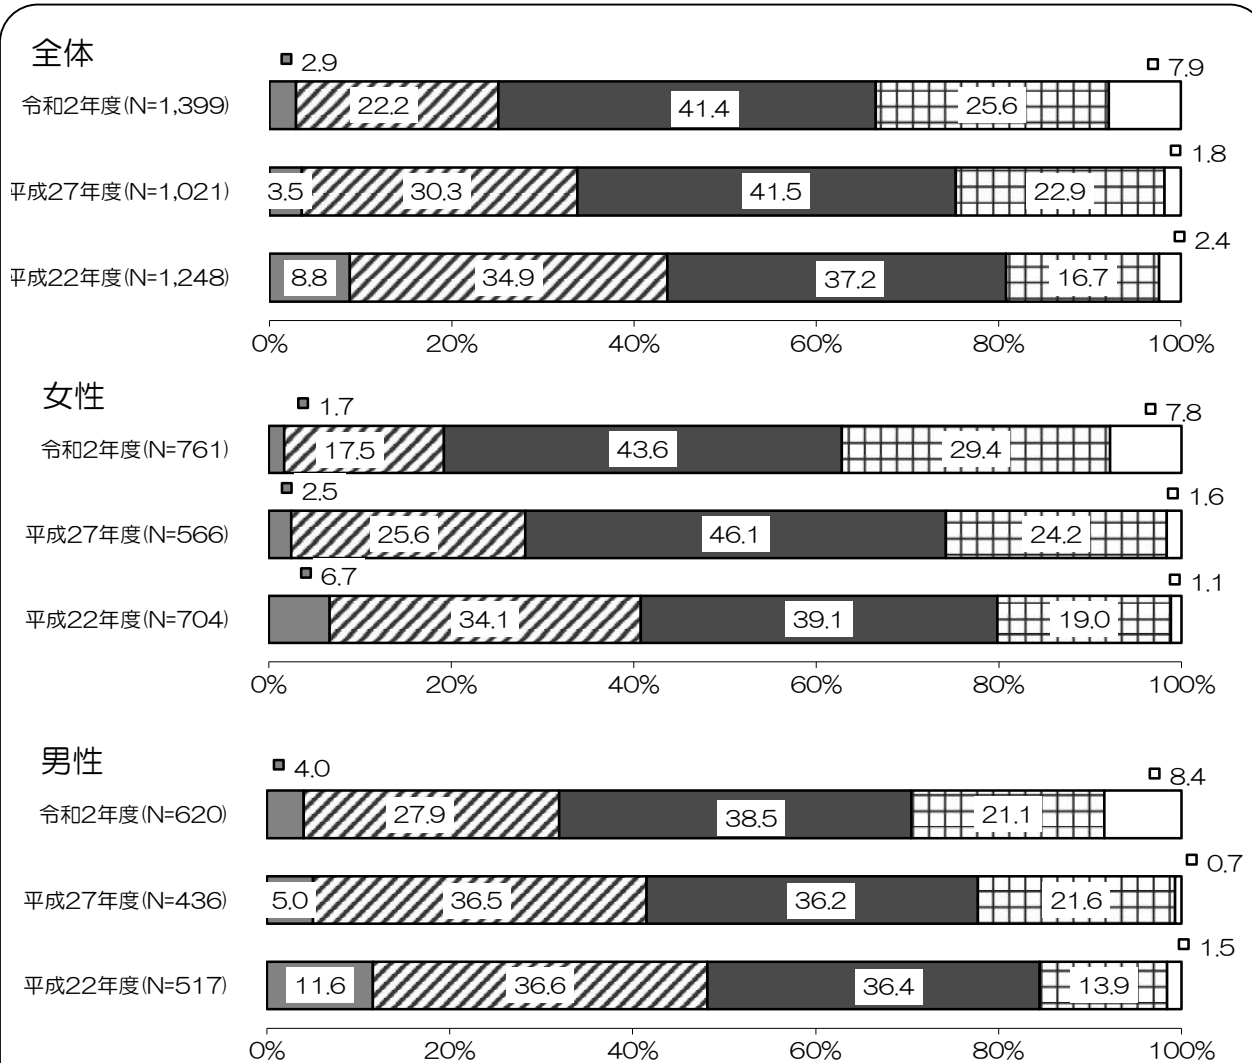 全体
2.9 7.9
令和2年度(N=1,399) 22.2 41.4 25.6
1.8
平成27年度(N=1,021) 3.5 30.3 41.5 22.9
2.4
平成22年度(N=1,248) 8.8 34.9 37.2 16.7
0% 20% 40% 60% 80% 100%
女性
1.7 7.8
令和2年度(N=761) 17.5 43.6 29.4
2.5 1.6
平成27年度(N=566) 25.6 46.1 24.2
6.7 1.1
平成22年度(N=704) 34.1 39.1 19.0
0% 20% 40% 60% 80% 100%
男性
4.0 8.4
令和2年度(N=620) 27.9 38.5 21.1
0.7
平成27年度(N=436) 5.0 36.5 36.2 21.6
1.5
平成22年度(N=517) 11.6 36.6 36.4 13.9
0% 20% 40% 60% 80% 100%